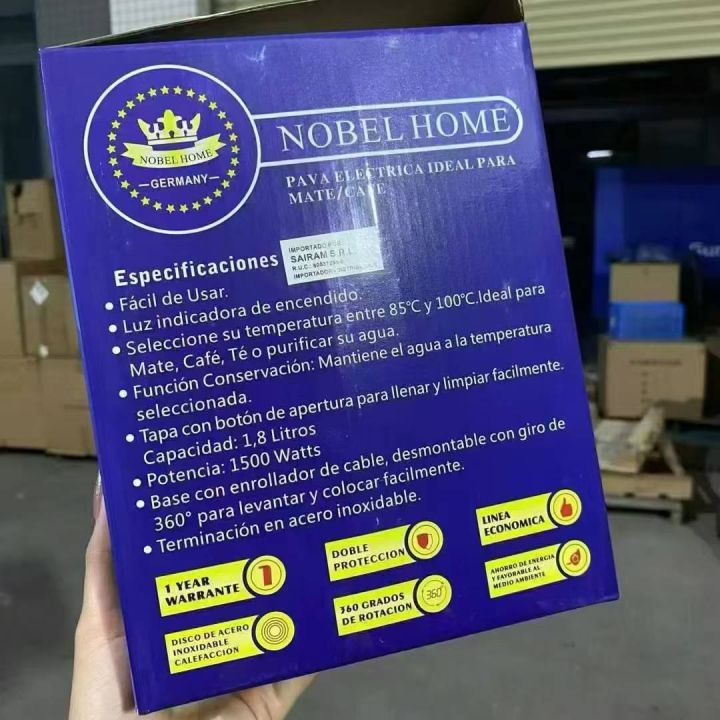 NOBEL HOME
—GERMANY—
NOBEL HOME
PAVA ELECTRICA IDEAL PARA
MATE/CAFE
IMPORTADO POR:
SAIRAM S.R.L
R.U.C.:
Especificaciones
• Fácil de Usar.
• Luz indicadora de encendido.
• Seleccione su temperatura entre 85℃ y 100℃.Ideal para
Mate, Café, Té o purificar su agua.
• Función Conservación: Mantiene el agua a la temperatura
seleccionada.
• Tapa con botón de apertura para llenar y limpiar facilmente.
Capacidad: 1,8 Litros
• Potencia: 1500 Watts
• Base con enrollador de cable, desmontable con giro de
360° para levantar y colocar facilmente.
• Terminación en acero inoxidable.
1 YEAR
WARRANTE
1
DOBLE
PROTECCION
LINEA
ECONOMICA
DISCO DE ACERO
INOXIDABLE
CALEFACCION
360 GRADOS
DE ROTACION
360°
AHORRO DE ENERGIA
Y FAVORABLE AL
MEDIO AMBIENTE